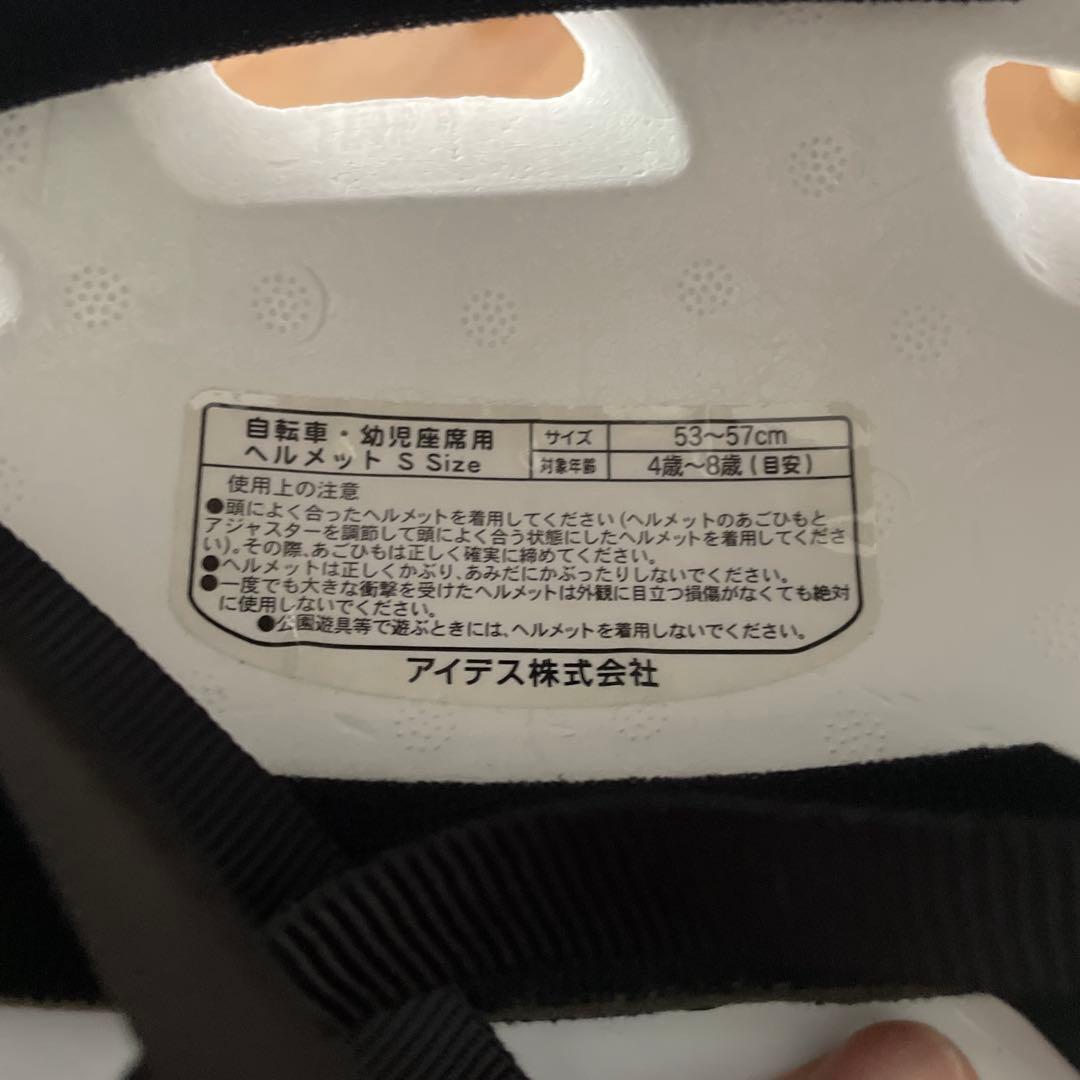 自転車・幼児座席用
ヘルメット S Size
サイズ 53～57cm
対象年齢 4歳～8歳(目安)
使用上の注意
●頭によく合ったヘルメットを着用してください(ヘルメットのあごひもと
アジャスターを調節して頭によく合う状態にしたヘルメットを着用してくださ
い)。その際、あごひもは正しく確実に締めてください。
●ヘルメットは正しくかぶり、あみだにかぶったりしないでください。
●一度でも大きな衝撃を受けたヘルメットは外観に目立つ損傷がなくても絶対
に使用しないでください。
●公園遊具等で遊ぶときには、ヘルメットを着用しないでください。
アイデス株式会社